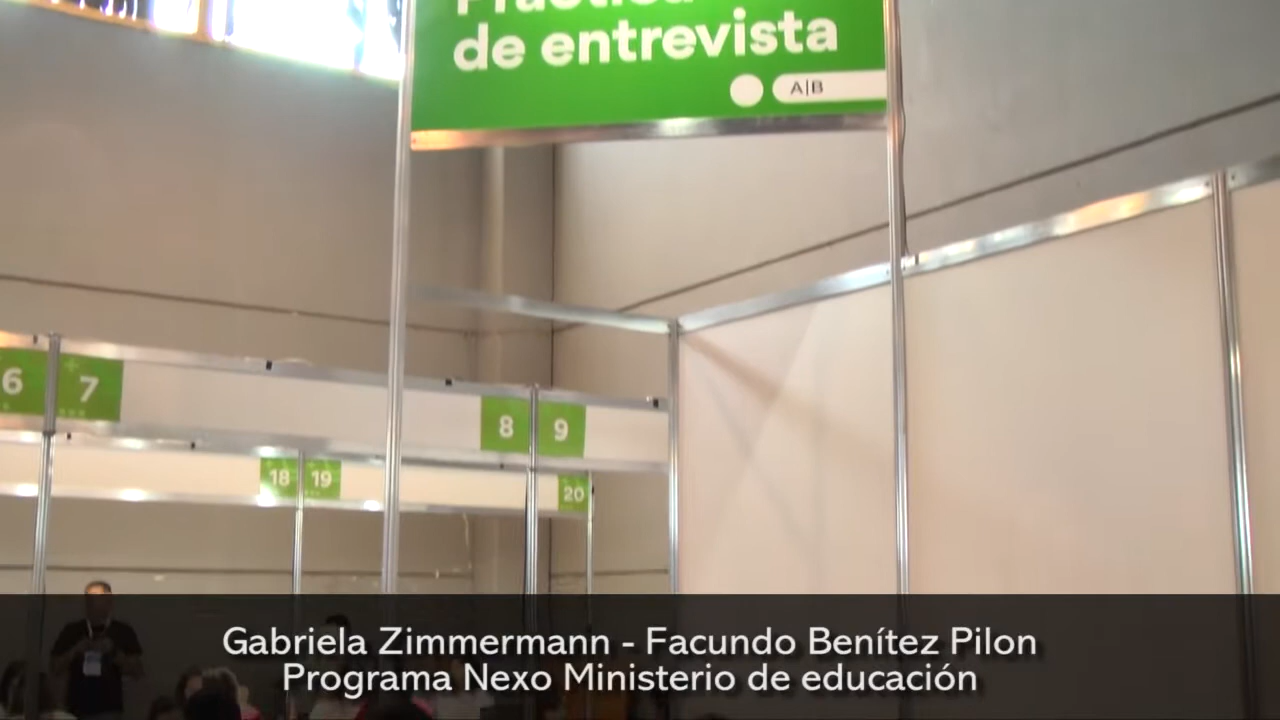 Práctica
de entrevista
A|B
6
7
8
9
18
19
20
Gabriela Zimmermann - Facundo Benítez Pilon
Programa Nexo Ministerio de educación